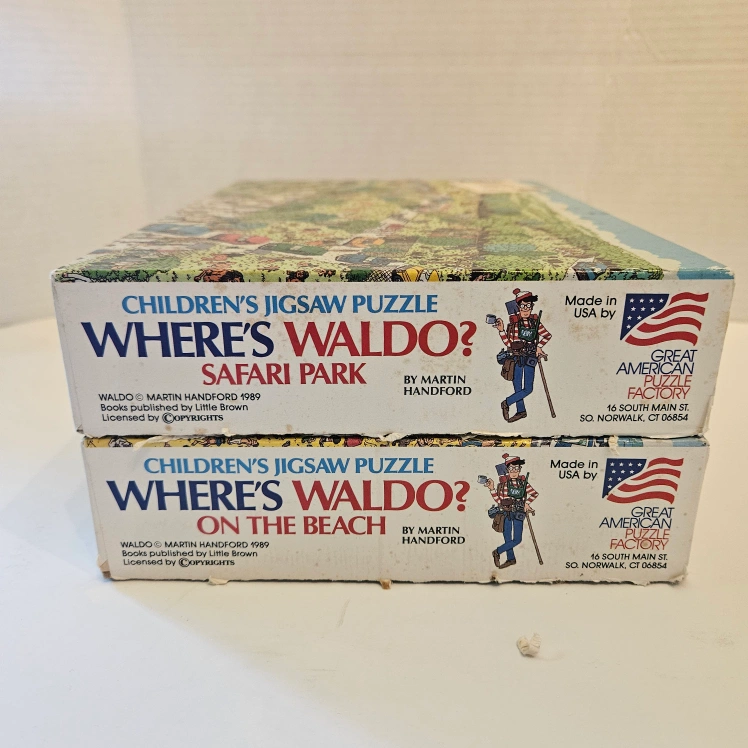 CHILDREN'S JIGSAW PUZZLE
WHERE'S WALDO?
SAFARI PARK
BY MARTIN
HANDFORD
WALDO © MARTIN HANDFORD 1989
Books published by Little Brown
Licensed by ©OPYRIGHTS
Made in
USA by
GREAT
AMERICAN
PUZZLE
FACTORY
16 SOUTH MAIN ST.
SO. NORWALK, CT 06854
CHILDREN'S JIGSAW PUZZLE
WHERE'S WALDO?
ON THE BEACH
BY MARTIN
HANDFORD
WALDO © MARTIN HANDFORD 1989
Books published by Little Brown
Licensed by ©OPYRIGHTS
Made in
USA by
GREAT
AMERICAN
PUZZLE
FACTORY
16 SOUTH MAIN ST.
SO. NORWALK, CT 06854